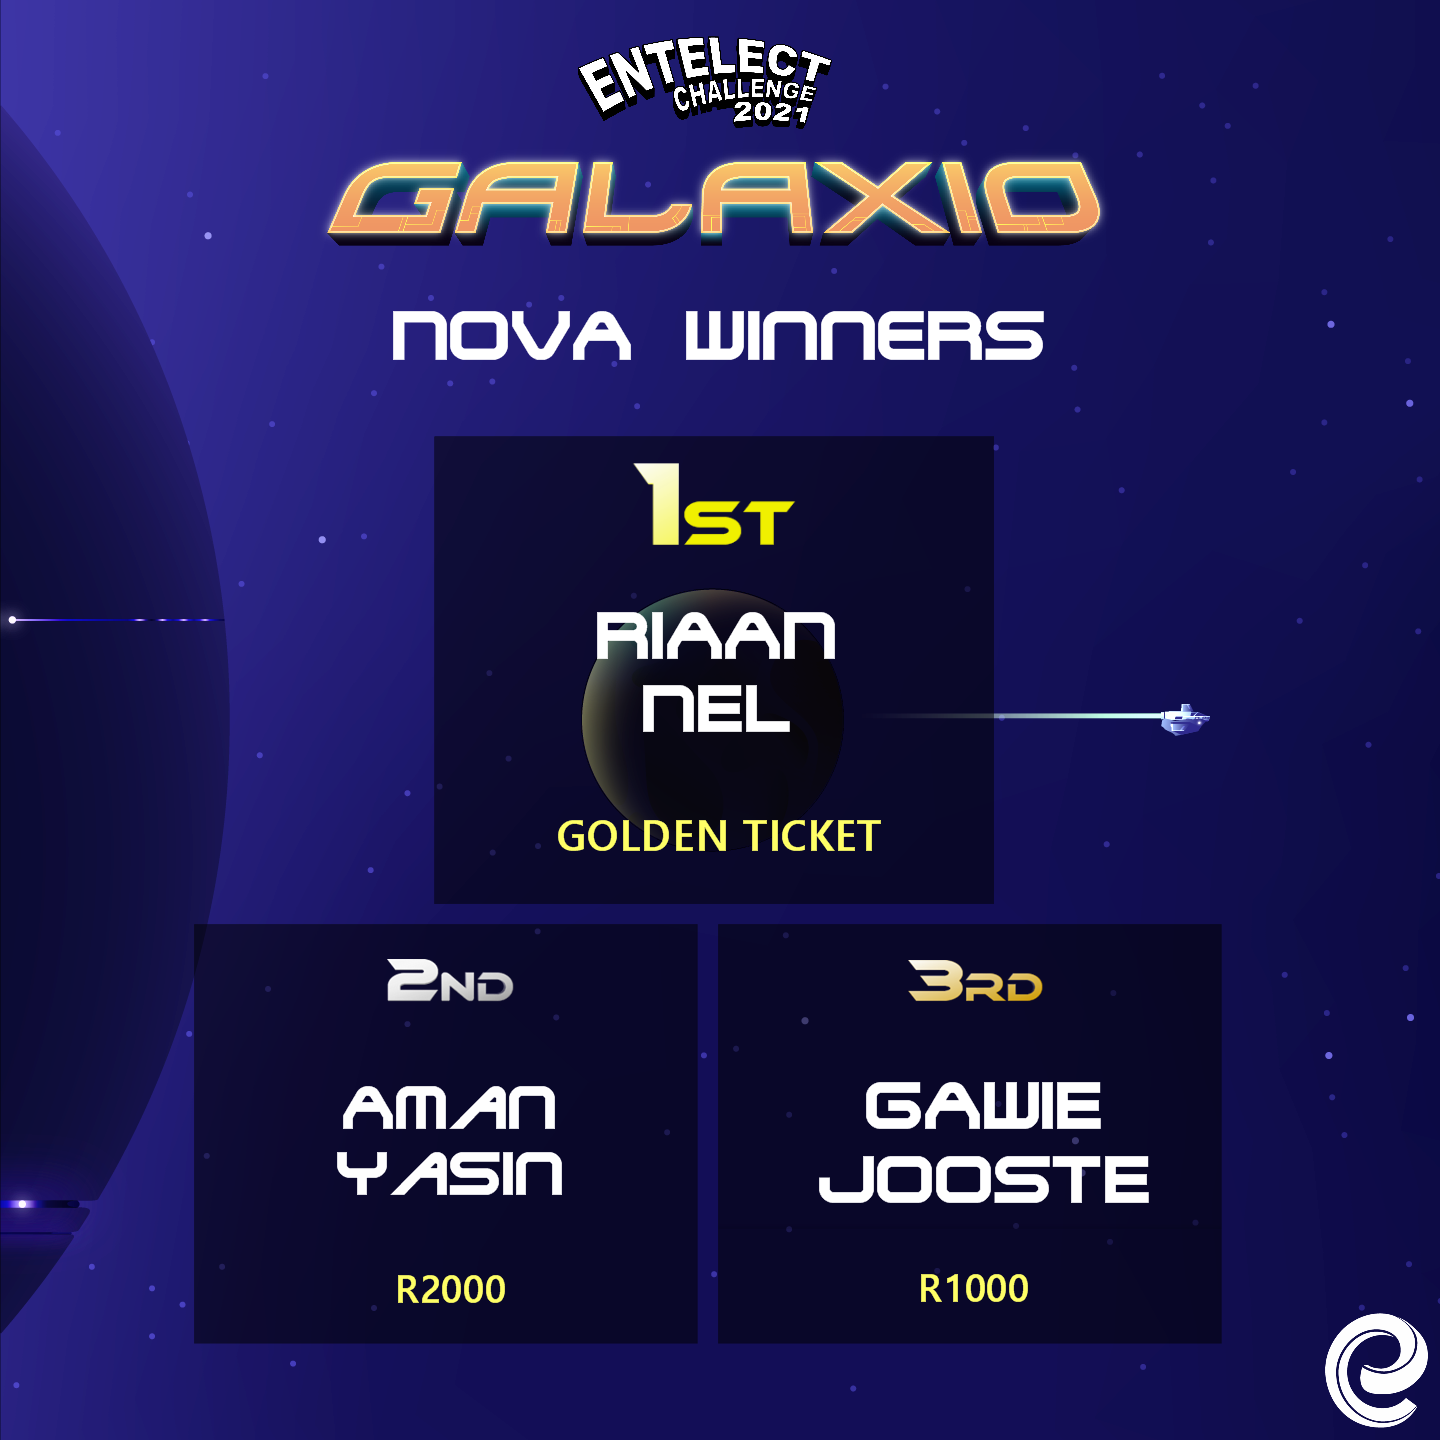 ENTELECT
CHALLENGE
2021
GALAXIO
NOVA WINNERS
1ST
RIAAN
NEL
GOLDEN TICKET
2ND
AMAN
YASIN
R2000
3RD
GAWIE
JOOSTE
R1000